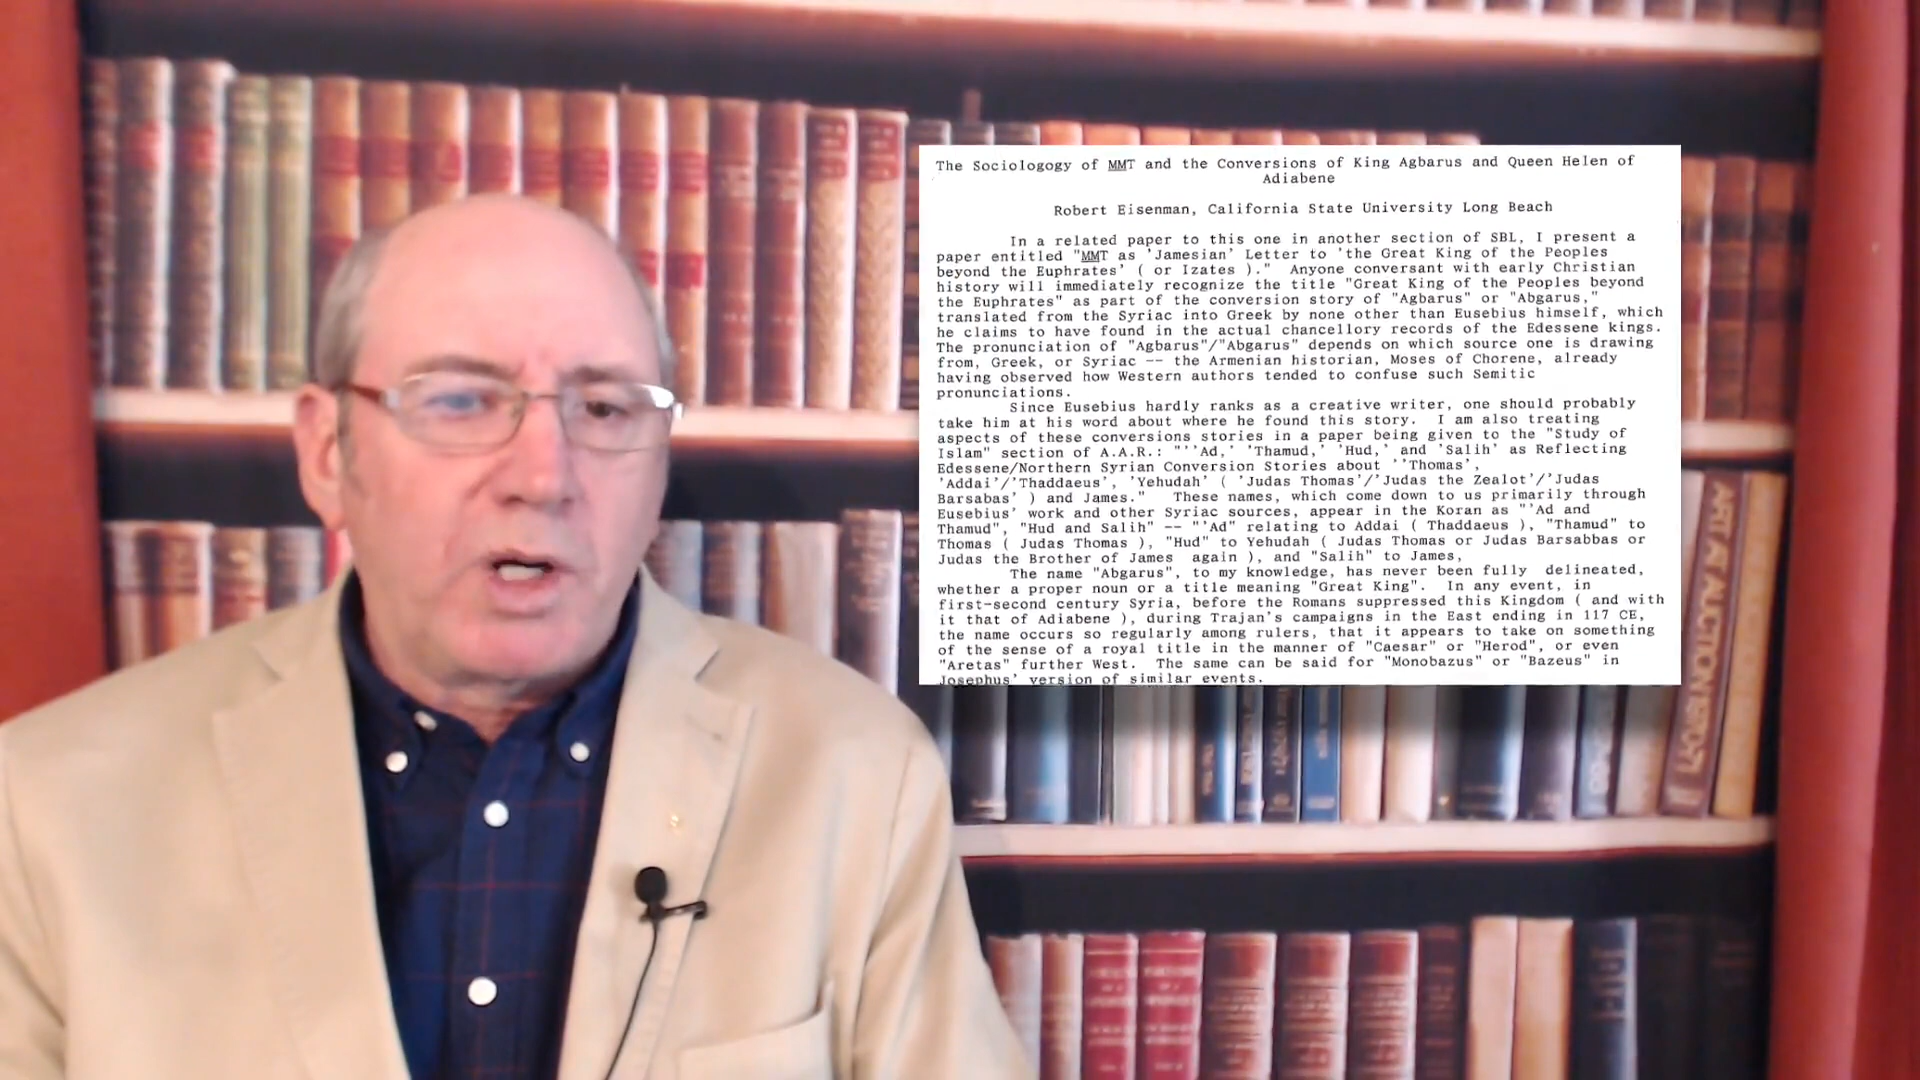 The Sociologogy of MMT and the Conversions of King Agbarus and Queen Helen of
Adiabene
Robert Eisenman, California State University Long Beach
In a related paper to this one in another section of SBL, I present a
paper entitled "MMT as 'Jamesian' Letter to 'the Great King of the Peoples
beyond the Euphrates' ( or Izates )."  Anyone conversant with early Christian
history will immediately recognize the title "Great King of the Peoples beyond
the Euphrates" as part of the conversion story of "Agbarus" or "Abgarus,"
translated from the Syriac into Greek by none other than Eusebius himself, which
he claims to have found in the actual chancellory records of the Edessene kings.
The pronunciation of "Agbarus"/"Abgarus" depends on which source one is drawing
from, Greek, or Syriac -- the Armenian historian, Moses of Chorene, already
having observed how Western authors tended to confuse such Semitic
pronunciations.
Since Eusebius hardly ranks as a creative writer, one should probably
take him at his word about where he found this story.  I am also treating
aspects of these conversions stories in a paper being given to the "Study of
Islam" section of A.A.R.: "''Ad,' 'Thamud,' 'Hud,' and 'Salih' as Reflecting
Edessene/Northern Syrian Conversion Stories about ''Thomas',
'Addai'/'Thaddaeus', 'Yehudah' ( 'Judas Thomas'/'Judas the Zealot'/'Judas
Barsabas' ) and James."  These names, which come down to us primarily through
Eusebius' work and other Syriac sources, appear in the Koran as "'Ad and
Thamud", "Hud and Salih" -- "'Ad" relating to Addai ( Thaddaeus ), "Thamud" to
Thomas ( Judas Thomas ), "Hud" to Yehudah ( Judas Thomas or Judas Barsabbas or
Judas the Brother of James  again ), and "Salih" to James,
The name "Abgarus", to my knowledge, has never been fully  delineated,
whether a proper noun or a title meaning "Great King".  In any event, in
first-second century Syria, before the Romans suppressed this Kingdom ( and with
it that of Adiabene ), during Trajan's campaigns in the East ending in 117 CE,
the name occurs so regularly among rulers, that it appears to take on something
of the sense of a royal title in the manner of "Caesar" or "Herod", or even
"Aretas" further West.  The same can be said for "Monobazus" or "Bazeus" in
Josephus' version of similar events.
ART AT AUCTION